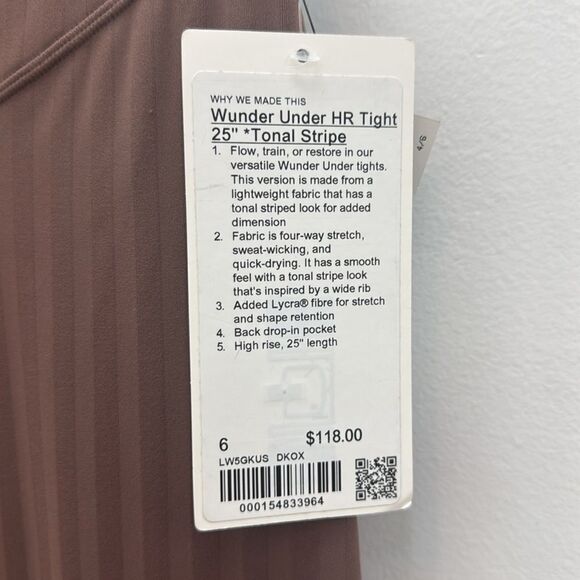 WHY WE MADE THIS
Wunder Under HR Tight
25" *Tonal Stripe
1. Flow, train, or restore in our
versatile Wunder Under tights.
This version is made from a
lightweight fabric that has a
tonal striped look for added
dimension
2. Fabric is four-way stretch,
sweat-wicking, and
quick-drying. It has a smooth
feel with a tonal stripe look
that's inspired by a wide rib
3. Added Lycra® fibre for stretch
and shape retention
4. Back drop-in pocket
5. High rise, 25" length
6 $118.00
LW5GKUS DKOX
000154833964
4/6